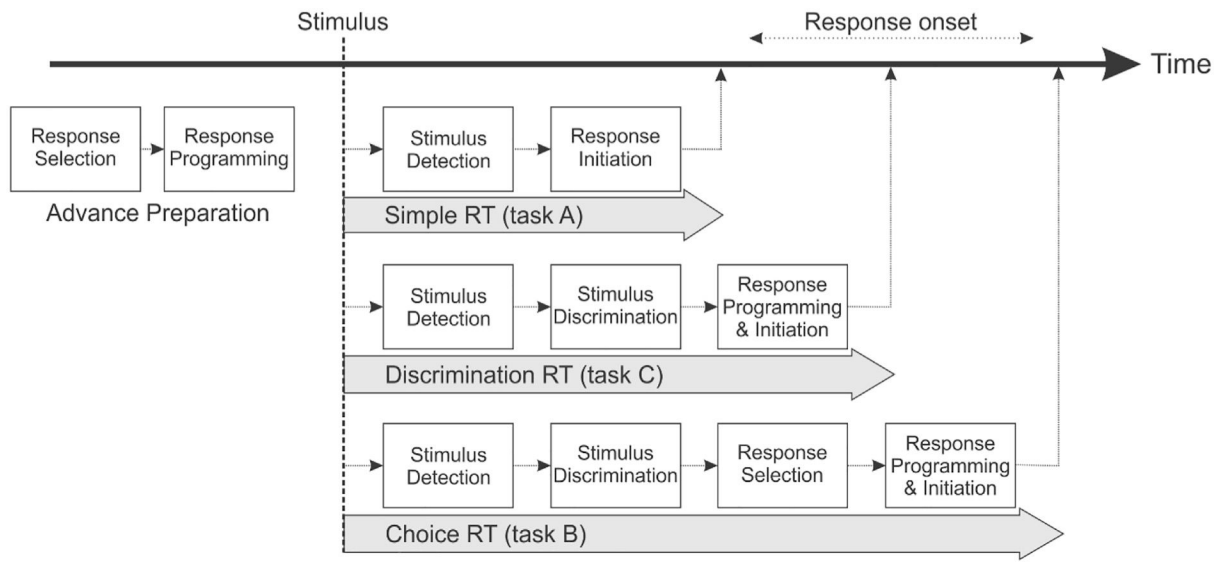 Stimulus
Response onset
Time
Response
Selection
Response
Programming
Advance Preparation
Stimulus
Detection
Response
Initiation
Simple RT (task A)
Stimulus
Detection
Stimulus
Discrimination
Response
Programming
& Initiation
Discrimination RT (task C)
Stimulus
Detection
Stimulus
Discrimination
Response
Selection
Response
Programming
& Initiation
Choice RT (task B)